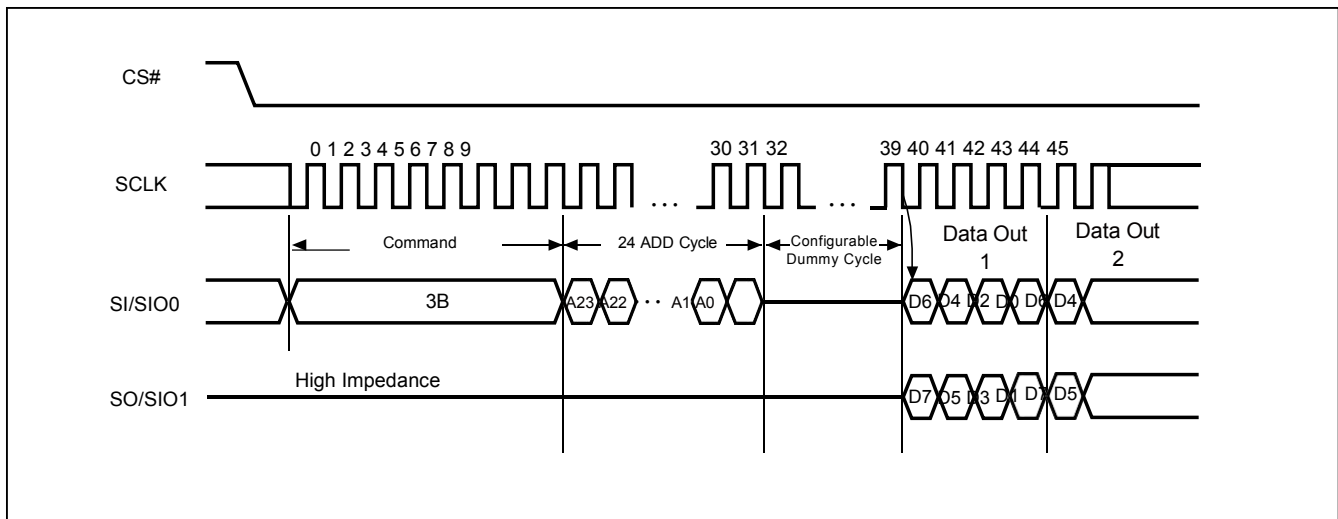 CS#
0 1 2 3 4 5 6 7 8 9 30 31 32 39 40 41 42 43 44 45
SCLK
... ...
Command 24 ADD Cycle Configurable Dummy Cycle Data Out 1 Data Out 2
SI/SIO0 3B A23 A22 ·· A1 A0 D6 D4 D2 D0 D6 D4
High Impedance
SO/SIO1 D7 D5 D3 D1 D7 D5